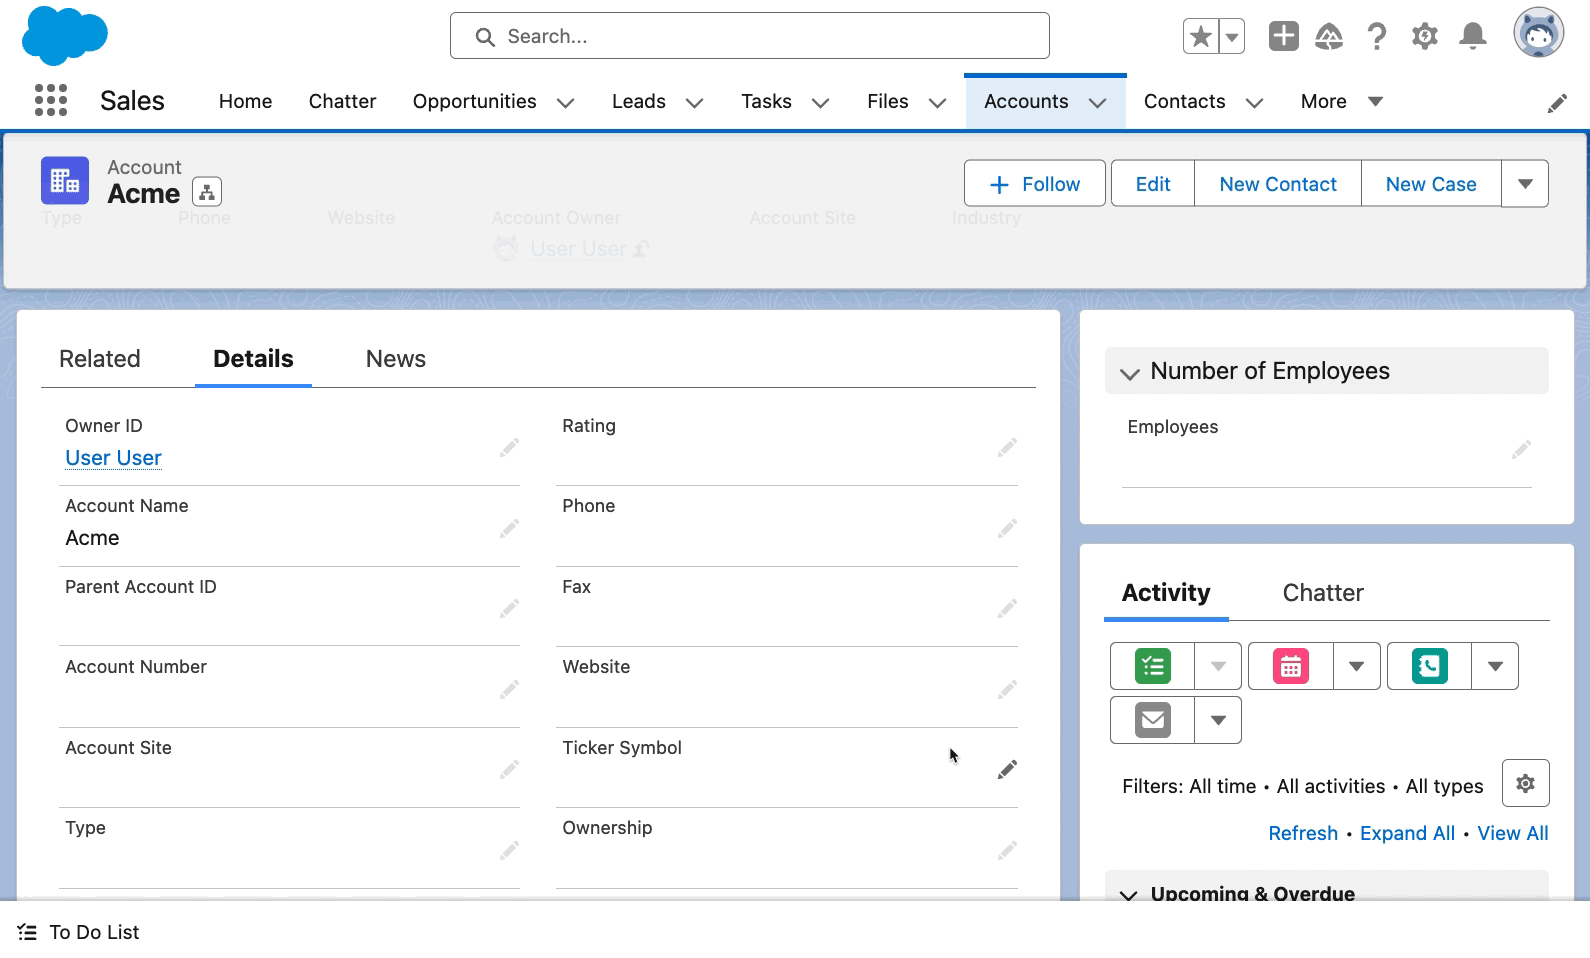 Search...
Sales Home Chatter Opportunities Leads Tasks Files Accounts Contacts More
Account
Acme
Follow Edit New Contact New Case
Type Phone Website Account Owner Account Site Industry
User User
Related Details News
Owner ID
User User
Rating
Account Name
Acme
Phone
Parent Account ID
Fax
Account Number
Website
Account Site
Ticker Symbol
Type
Ownership
Number of Employees
Employees
Activity Chatter
Filters: All time • All activities • All types
Refresh • Expand All • View All
Upcoming & Overdue
To Do List